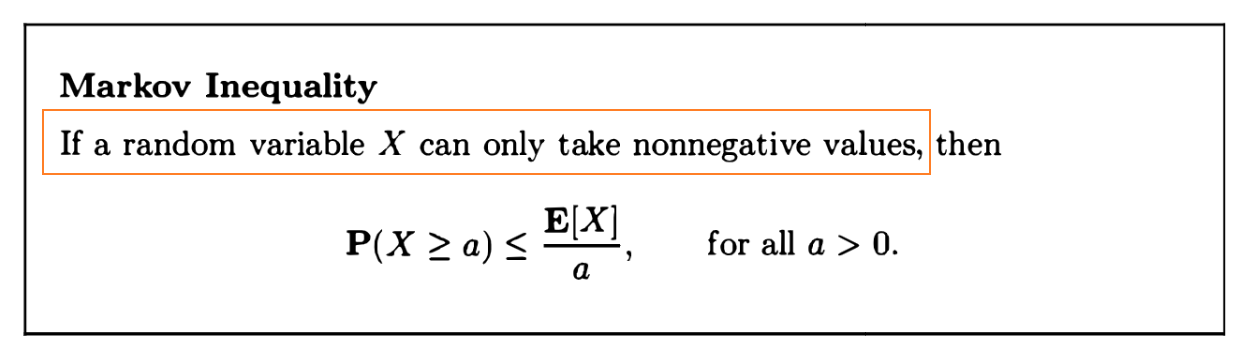 Markov Inequality
If a random variable X can only take nonnegative values, then
P(X ≥ a) ≤ E[X]/a, for all a > 0.